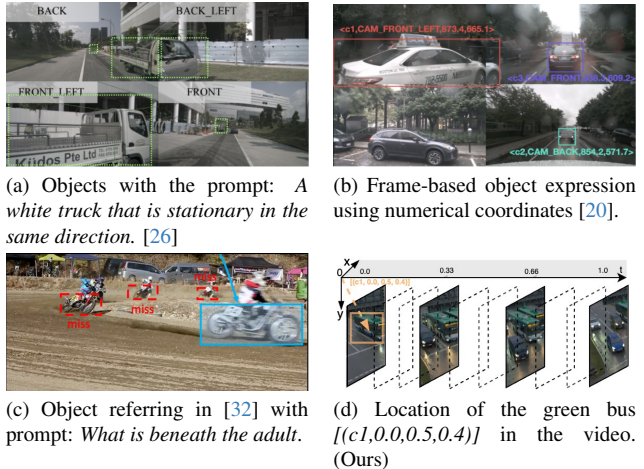 BACK
BACK_LEFT
FRONT_LEFT
FRONT
Kudos Pte Ltd
(a) Objects with the prompt: A
white truck that is stationary in the
same direction. [26]
<c1,CAM_FRONT_LEFT,673.4,665.1>
<c2,CAM_BACK,854.2,571.7>
(b) Frame-based object expression
using numerical coordinates [20].
miss
miss
miss
(c) Object referring in [32] with
prompt: What is beneath the adult.
x
0 0.0 0.33 0.66 1.0 t
[(c1, 0.0, 0.5, 0.4)]
y
(d) Location of the green bus
[(c1,0.0,0.5,0.4)] in the video.
(Ours)